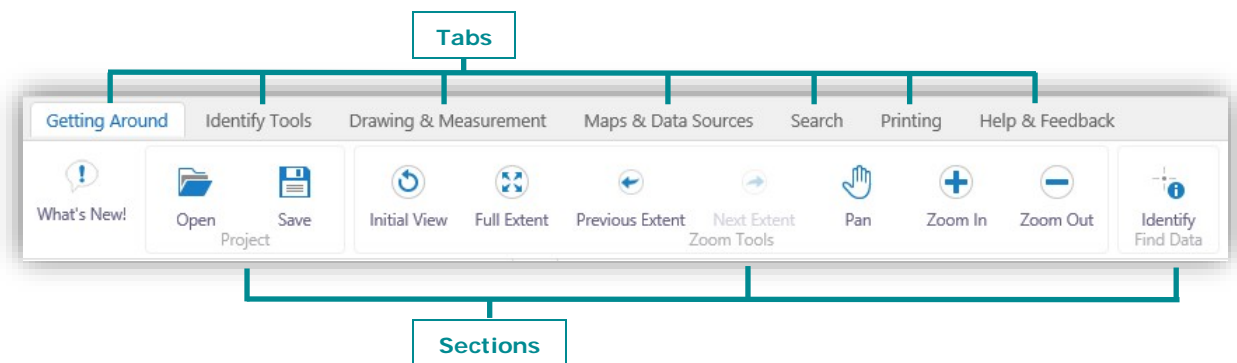 Tabs
Getting Around Identify Tools Drawing & Measurement Maps & Data Sources Search Printing Help & Feedback
What's New! Open Save Initial View Full Extent Previous Extent Next Extent Pan Zoom In Zoom Out Identify
Project Zoom Tools Find Data
Sections